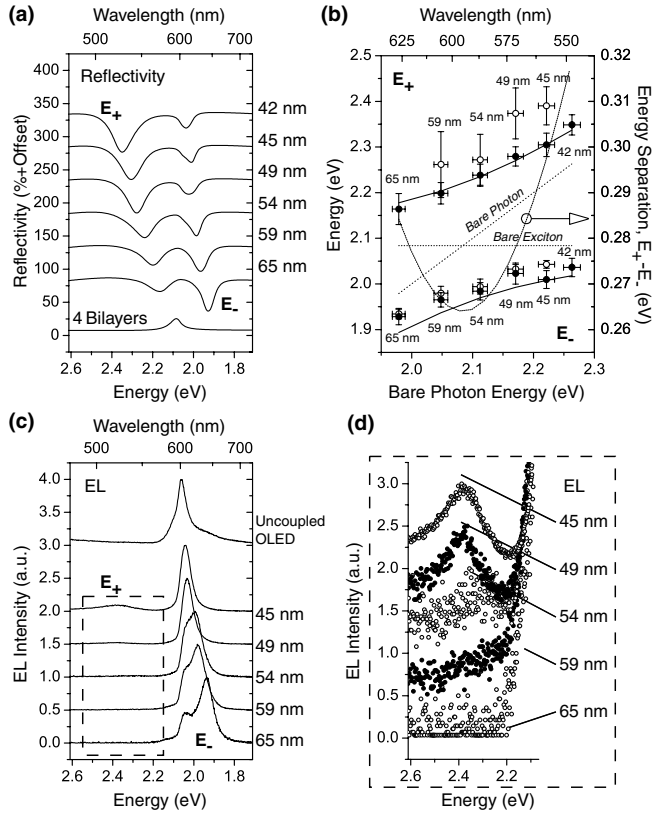 (a)
Wavelength (nm)
500 600 700
Reflectivity
E+
400
350
300
250
200
150
100
50
0
Reflectivity (%+Offset)
42 nm
45 nm
49 nm
54 nm
59 nm
65 nm
E-
4 Bilayers
2.6 2.4 2.2 2.0 1.8
Energy (eV)
(b)
Wavelength (nm)
625 600 575 550
E+
2.5
2.4
2.3
2.2
2.1
2.0
1.9
Energy (eV)
0.32
0.31
0.30
0.29
0.28
0.27
0.26
Energy Separation, E+-E- (eV)
49 nm
45 nm
59 nm
54 nm
65 nm
42 nm
Bare Photon
Bare Exciton
42 nm
49 nm
45 nm
54 nm
59 nm
65 nm
E-
2.0 2.1 2.2 2.3
Bare Photon Energy (eV)
(c)
Wavelength (nm)
500 600 700
EL
4.0
3.5
3.0
2.5
2.0
1.5
1.0
0.5
0.0
EL Intensity (a.u.)
Uncoupled
OLED
E+
45 nm
49 nm
54 nm
59 nm
65 nm
E-
2.6 2.4 2.2 2.0 1.8
Energy (eV)
(d)
EL
3.0
2.5
2.0
1.5
1.0
0.5
0.0
EL Intensity (a.u.)
45 nm
49 nm
54 nm
59 nm
65 nm
2.6 2.4 2.2
Energy (eV)